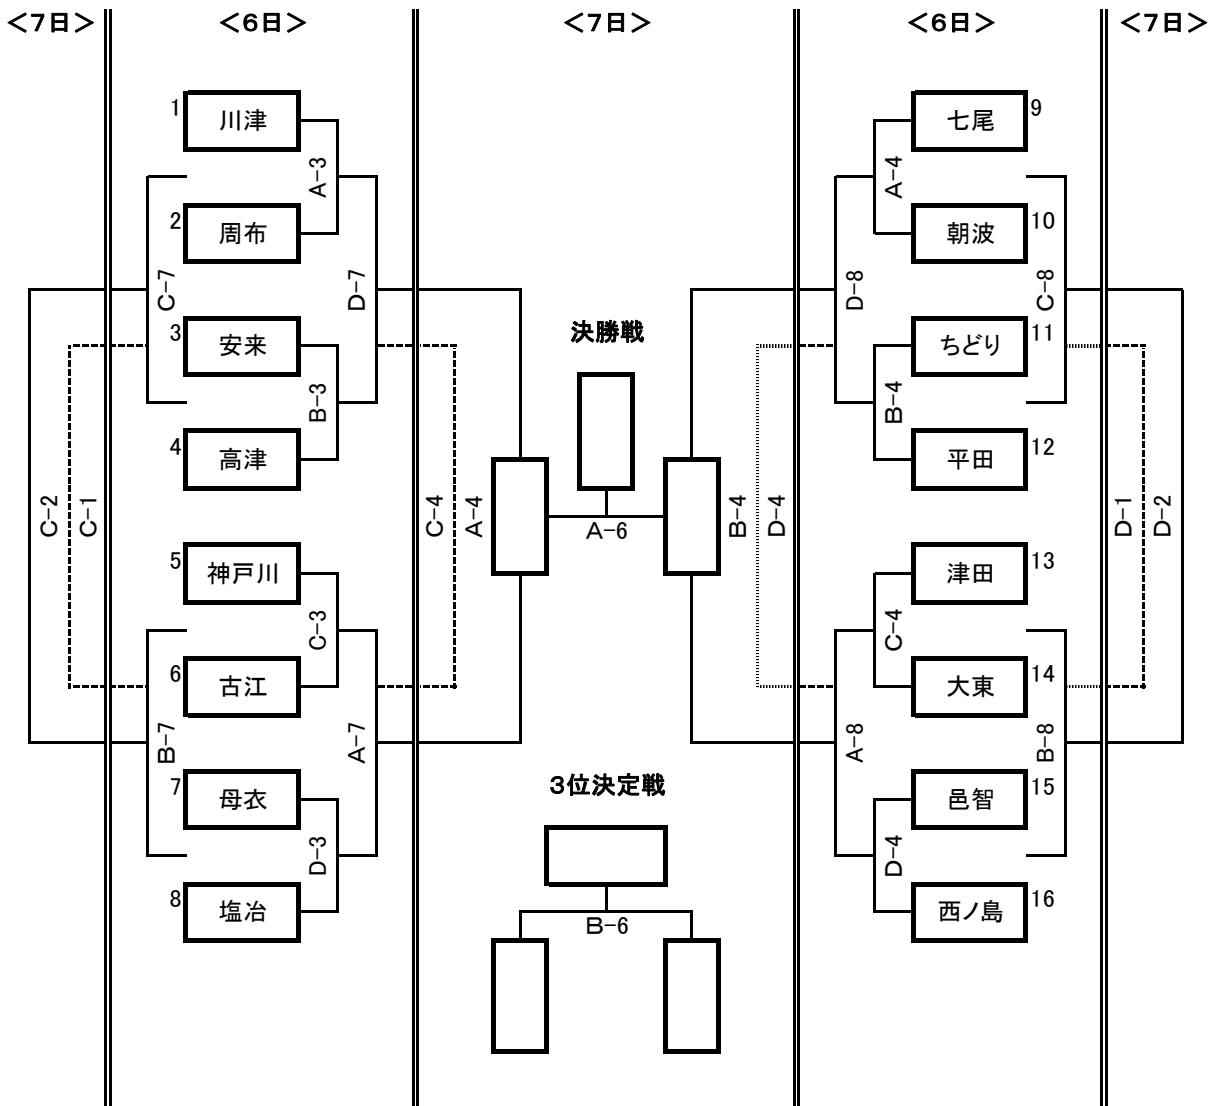 ＜7日＞ ＜6日＞ ＜7日＞ ＜6日＞ ＜7日＞
1 川津
2 周布
3 安来
4 高津
5 神戸川
6 古江
7 母衣
8 塩冶
A-3
B-3
C-3
D-3
C-7
B-7
D-7
A-7
C-2
C-1
C-4
A-4
決勝戦
A-6
3位決定戦
B-6
B-4
D-4
D-8
A-8
A-4
B-4
C-4
D-4
七尾 9
朝波 10
ちどり 11
平田 12
津田 13
大東 14
邑智 15
西ノ島 16
C-8
B-8
D-1
D-2